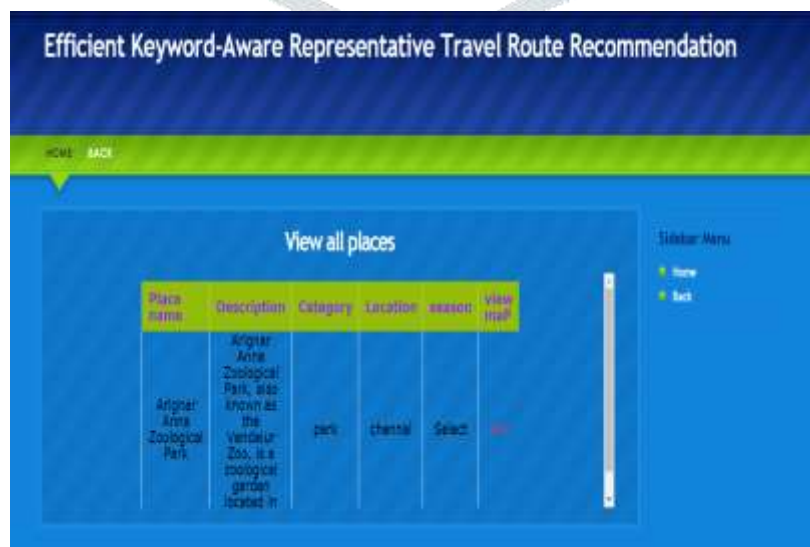 Efficient Keyword-Aware Representative Travel Route Recommendation
HOME BACK
View all places
Sidebar Menu
Home
Back
Place name Description Category Location season view maP
Arignar Anna Zoological Park
Arignar
Anna
Zoological
Park, also
known as
the
Vandalur
Zoo, is a
zoological
garden
located in
park chennai Select